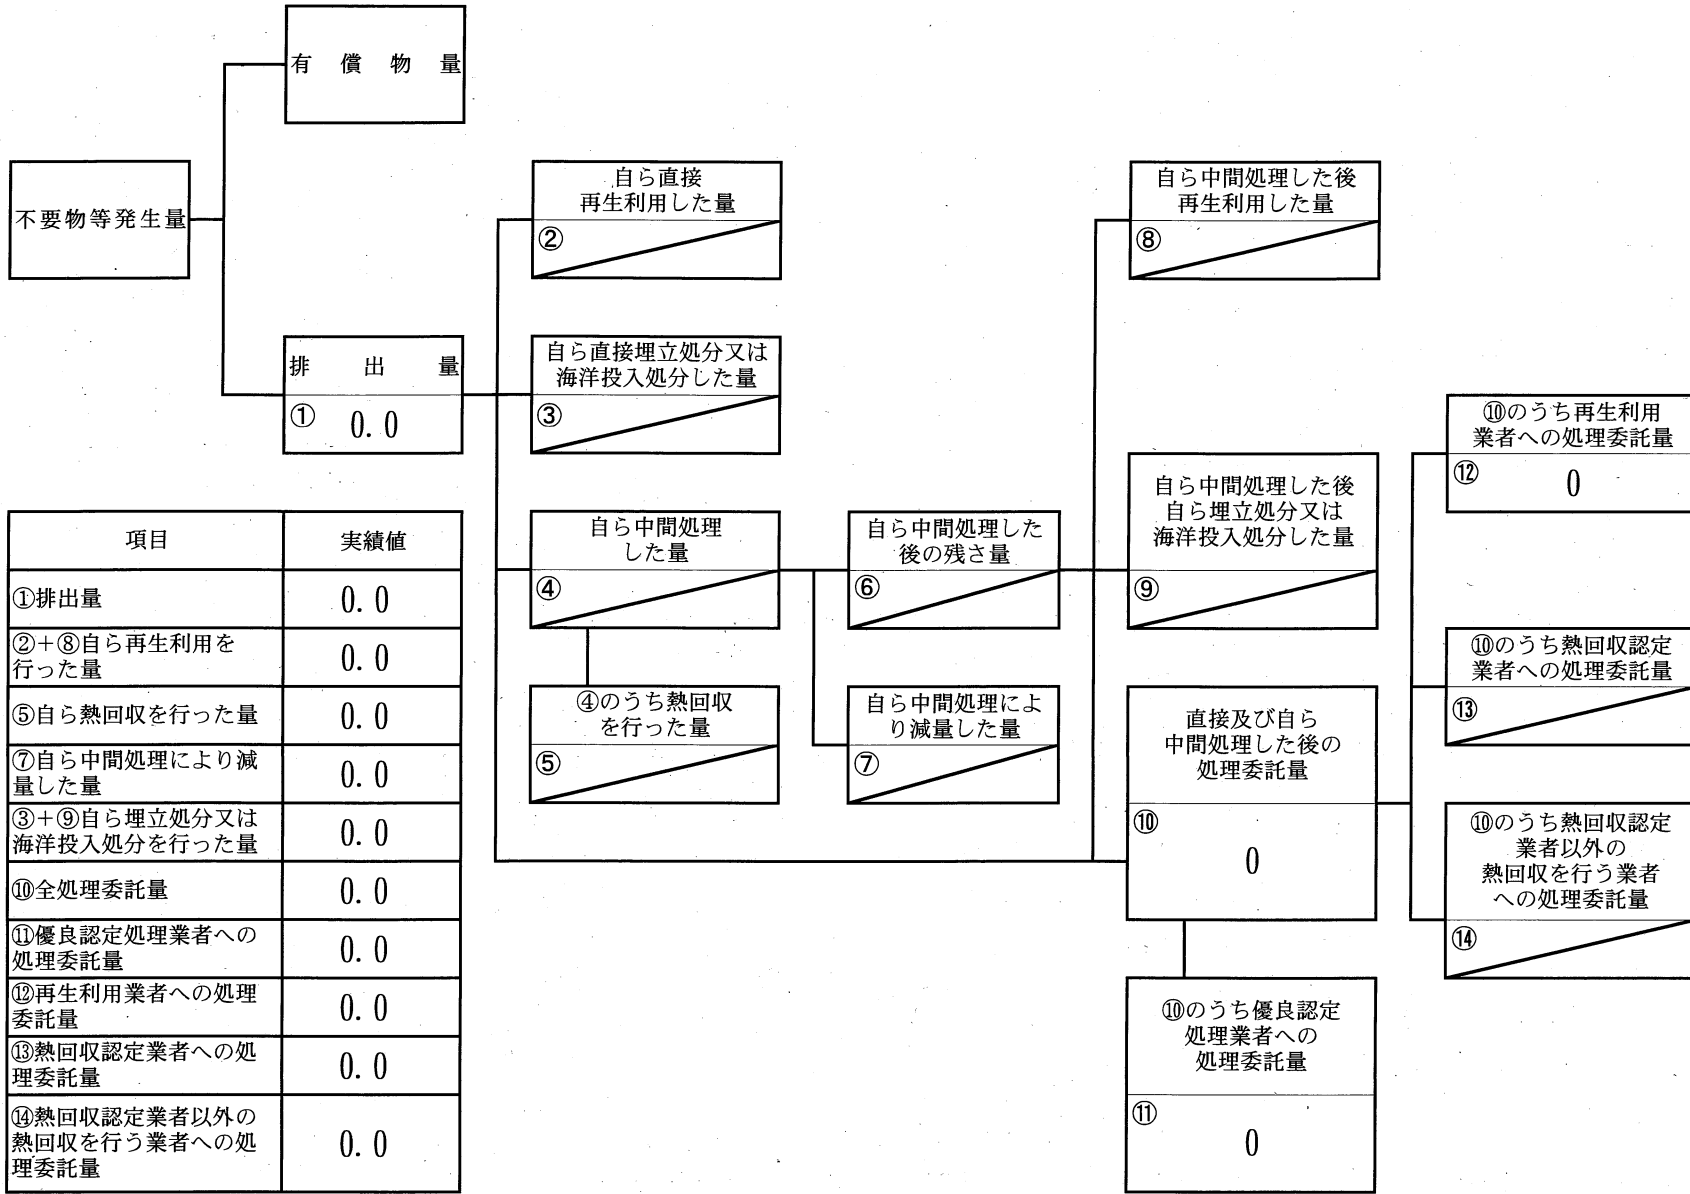 有償物量
不要物等発生量
排出量
① 0.0
自ら直接
再生利用した量
②
自ら直接埋立処分又は
海洋投入処分した量
③
自ら中間処理
した量
④
④のうち熱回収
を行った量
⑤
自ら中間処理した
後の残さ量
⑥
自ら中間処理によ
り減量した量
⑦
自ら中間処理した後
再生利用した量
⑧
自ら中間処理した後
自ら埋立処分又は
海洋投入処分した量
⑨
直接及び自ら
中間処理した後の
処理委託量
⑩
0
⑩のうち優良認定
処理業者への
処理委託量
⑪
0
⑩のうち再生利用
業者への処理委託量
⑫ 0
⑩のうち熱回収認定
業者への処理委託量
⑬
⑩のうち熱回収認定
業者以外の
熱回収を行う業者
への処理委託量
⑭
項目 実績値
①排出量 0.0
②+⑧自ら再生利用を
行った量 0.0
⑤自ら熱回収を行った量 0.0
⑦自ら中間処理により減
量した量 0.0
③+⑨自ら埋立処分又は
海洋投入処分を行った量 0.0
⑩全処理委託量 0.0
⑪優良認定処理業者への
処理委託量 0.0
⑫再生利用業者への処理
委託量 0.0
⑬熱回収認定業者への処
理委託量 0.0
⑭熱回収認定業者以外の
熱回収を行う業者への処 0.0
理委託量